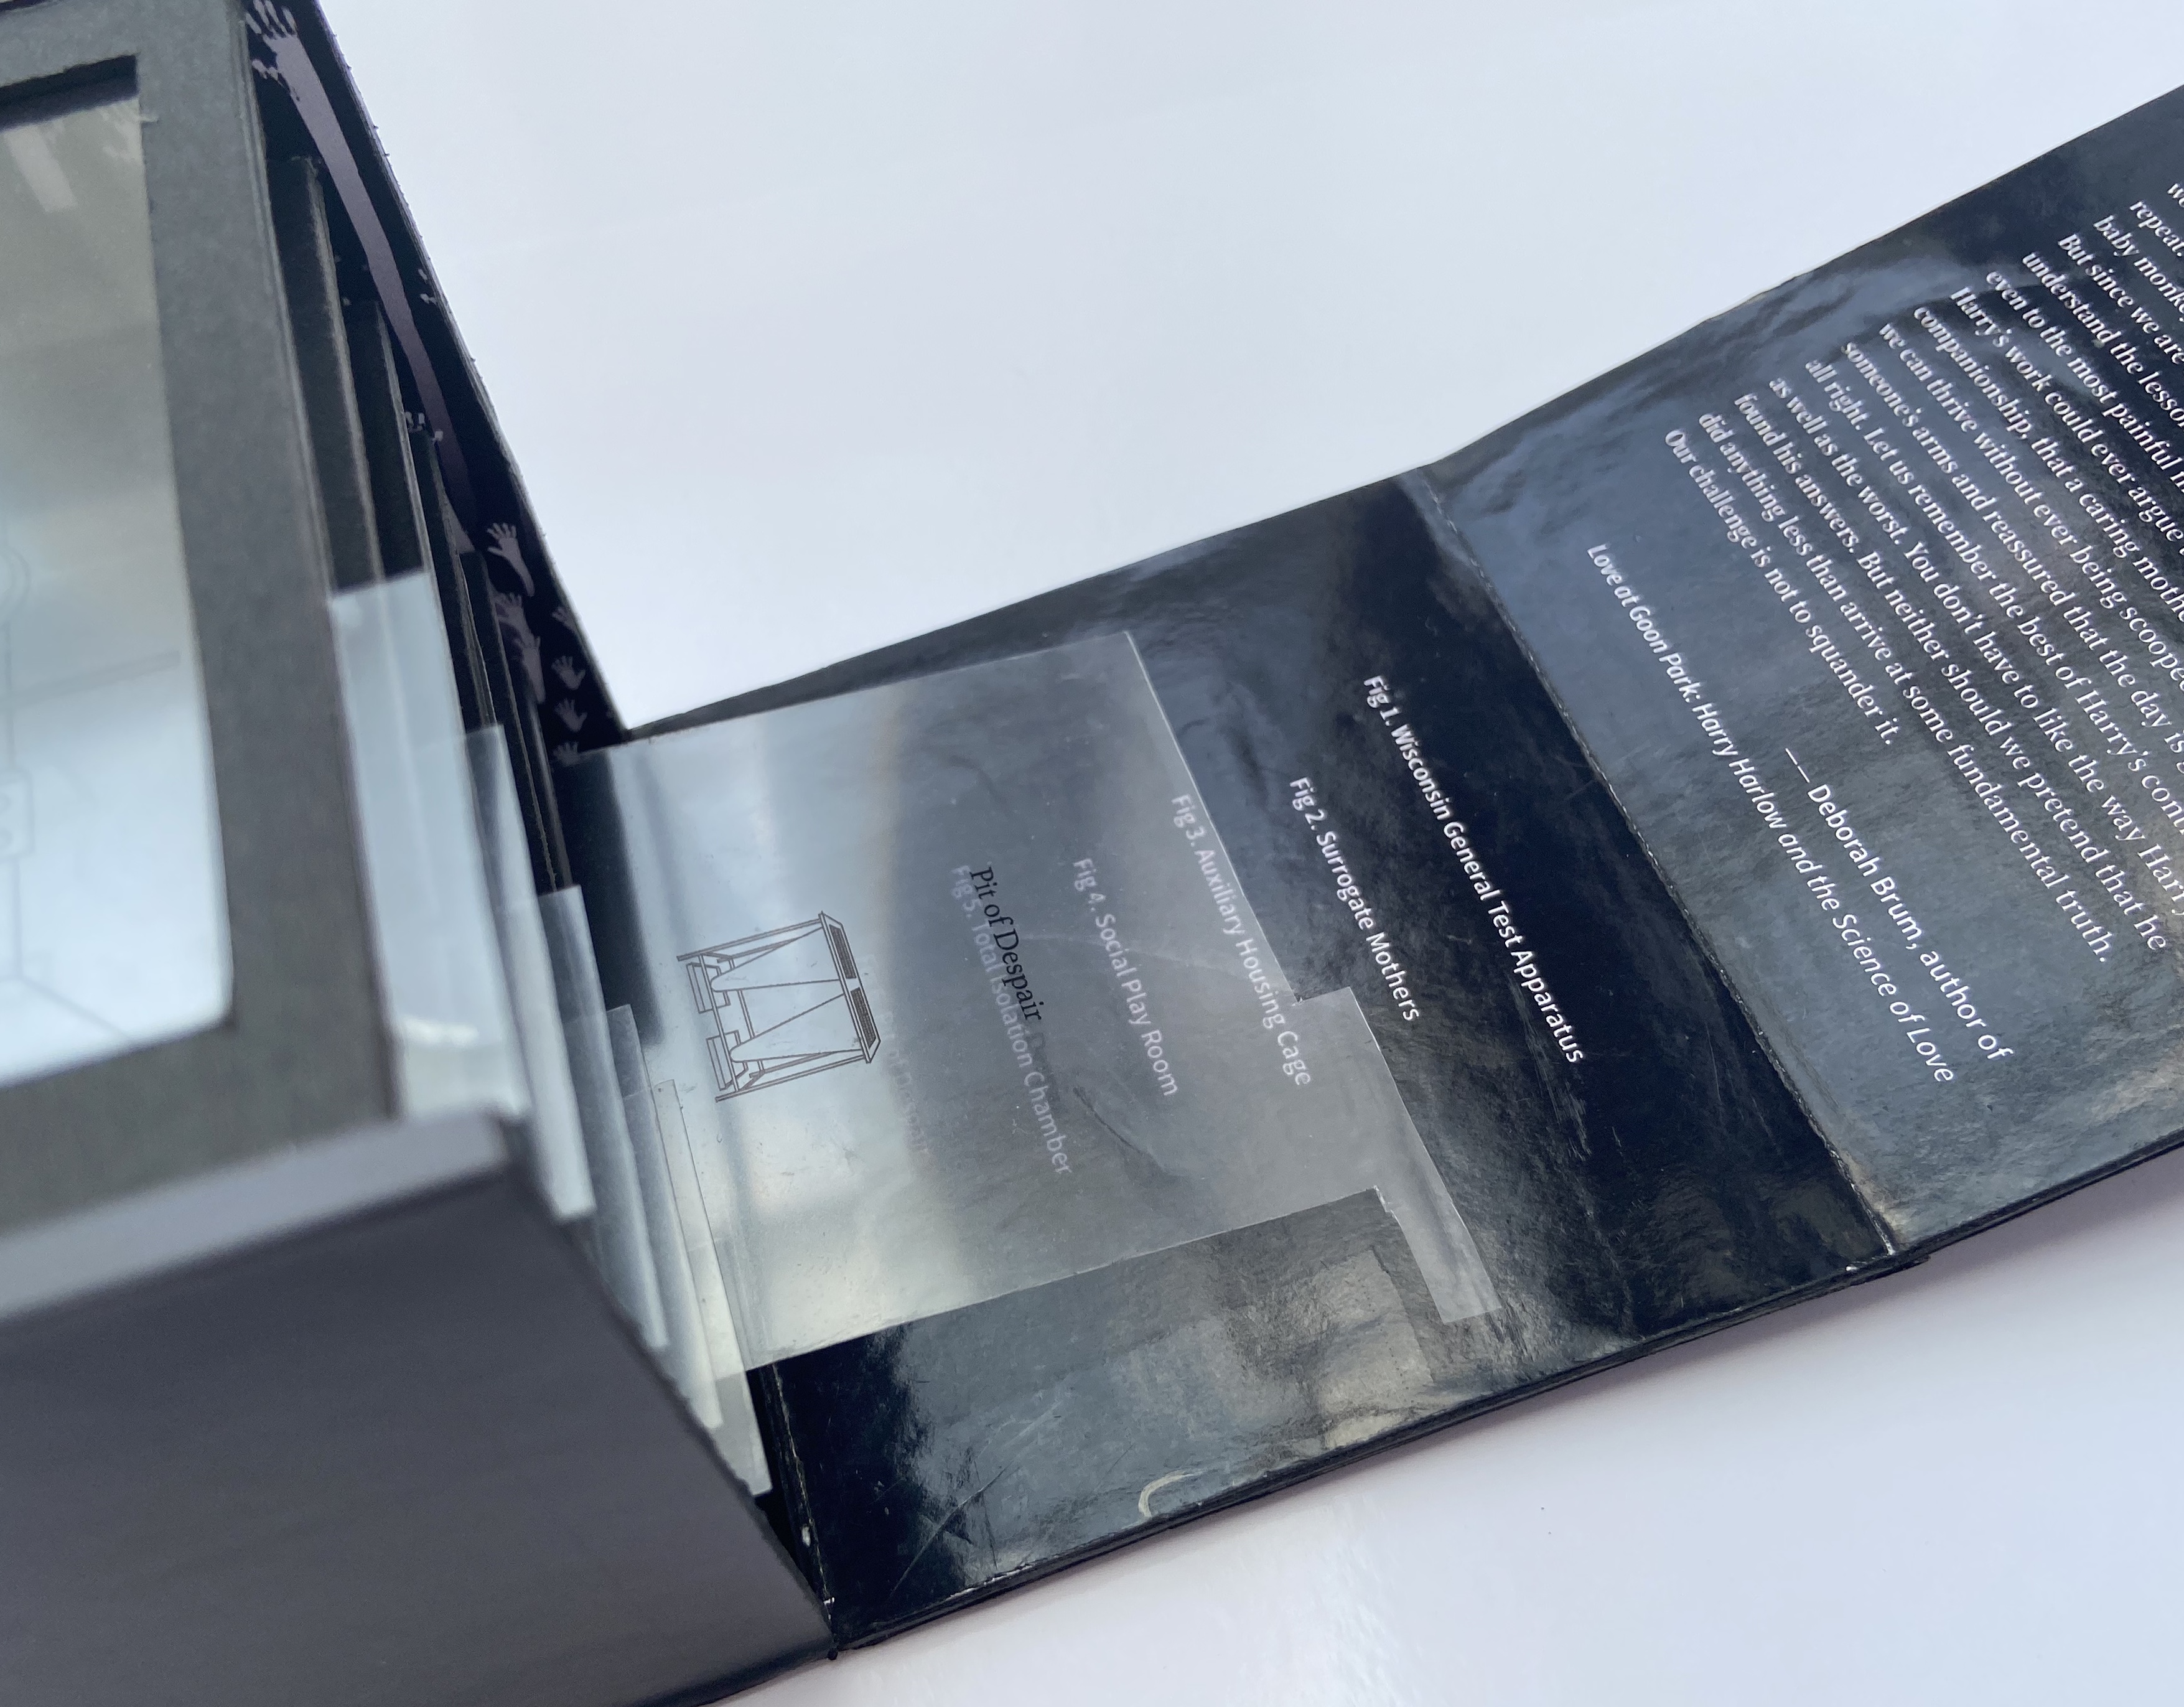 repeat.
baby monkey
But since we are
understand the
even to the most painful
Harry's work could ever argue
companionship, that a caring
we can thrive without ever being scooped
someone's arms and reassured that the day is
all right. Let us remember the best of Harry's
as well as the worst. You don't have to like the way Harry
found his answers. But neither should we pretend that he
did anything less than arrive at some fundamental truth.
Our challenge is not to squander it.
—Deborah Brum, author of
Love at Goon Park: Harry Harlow and the Science of Love
Fig 1. Wisconsin General Test Apparatus
Fig 2. Surrogate Mothers
Fig 3. Auxiliary Housing Cage
Fig 4. Social Play Room
Pit of Despair
Fig 5. Total Isolation Chamber